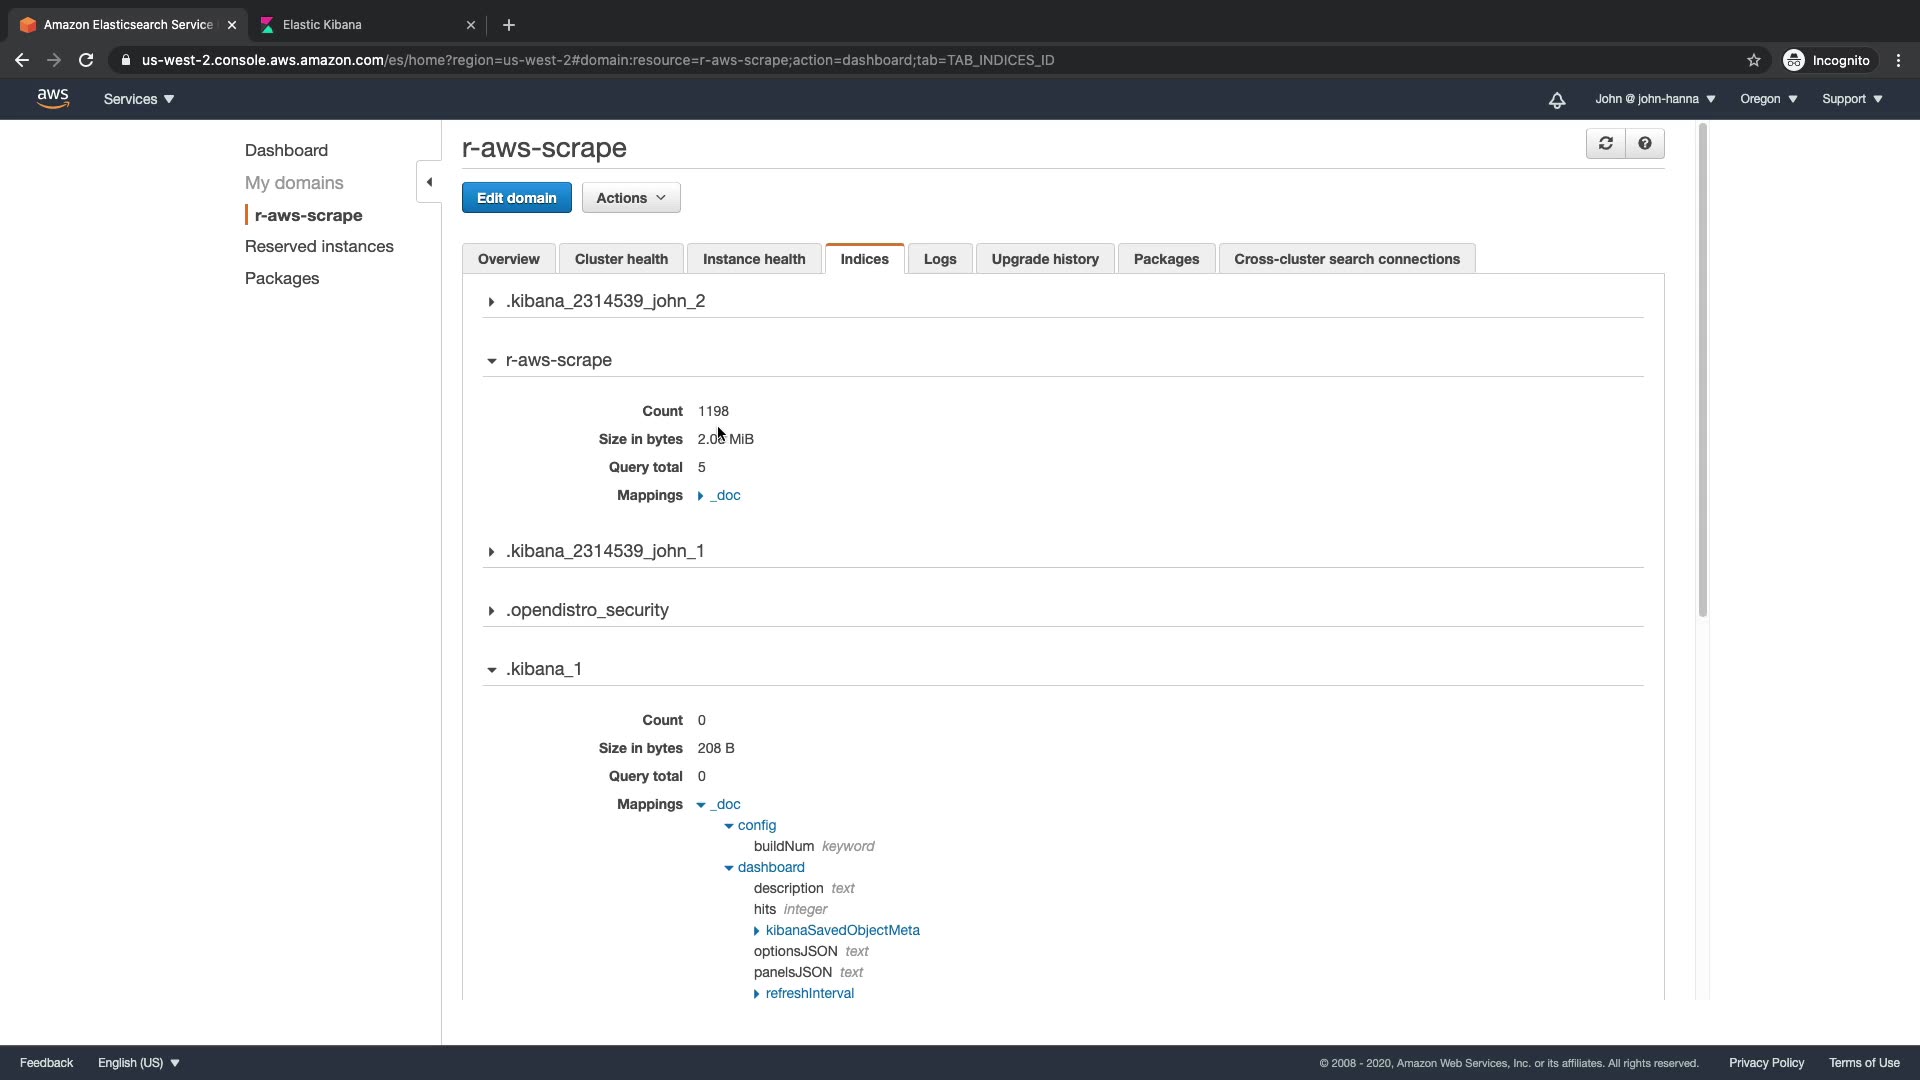 Amazon Elasticsearch Service
Elastic Kibana
us-west-2.console.aws.amazon.com/es/home?region=us-west-2#domain:resource=r-aws-scrape;action=dashboard;tab=TAB_INDICES_ID
Incognito
aws
Services
John @ john-hanna
Oregon
Support
Dashboard
My domains
r-aws-scrape
Reserved instances
Packages
r-aws-scrape
Edit domain
Actions
Overview
Cluster health
Instance health
Indices
Logs
Upgrade history
Packages
Cross-cluster search connections
.kibana_2314539_john_2
r-aws-scrape
Count 1198
Size in bytes MiB
Query total 5
Mappings _doc
.kibana_2314539_john_1
.opendistro_security
.kibana_1
Count 0
Size in bytes 208 B
Query total 0
Mappings _doc
config
buildNum keyword
dashboard
description text
hits integer
kibanaSavedObjectMeta
optionsJSON text
panelsJSON text
refreshInterval
Feedback
English (US)
© 2008 - 2020, Amazon Web Services, Inc. or its affiliates. All rights reserved.
Privacy Policy
Terms of Use